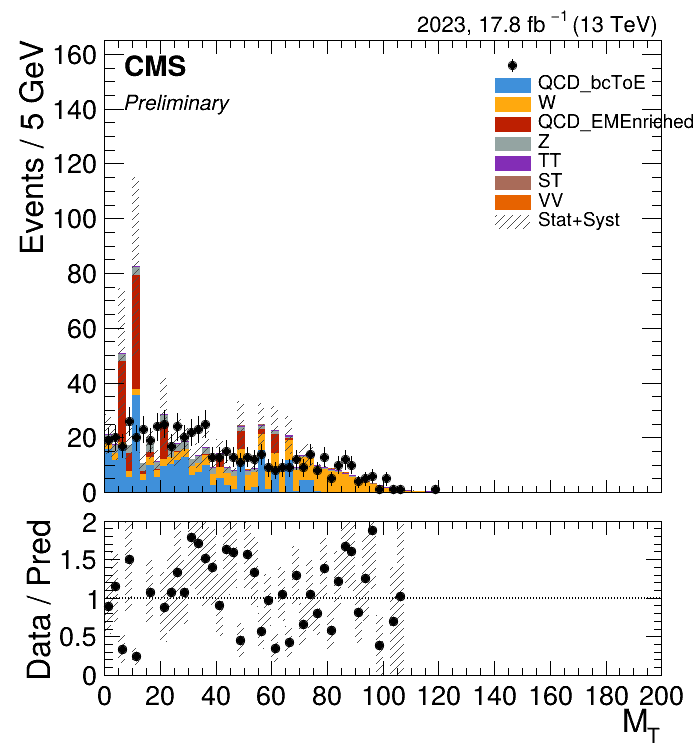 2023, 17.8 fb⁻¹ (13 TeV)
Events / 5 GeV
160
140
120
100
80
60
40
20
0
CMS
Preliminary
QCD_bcToE
W
QCD_EMEnriched
Z
TT
ST
VV
Stat+Syst
Data / Pred
2
1.5
1
0.5
0
0 20 40 60 80 100 120 140 160 180 200
M_T